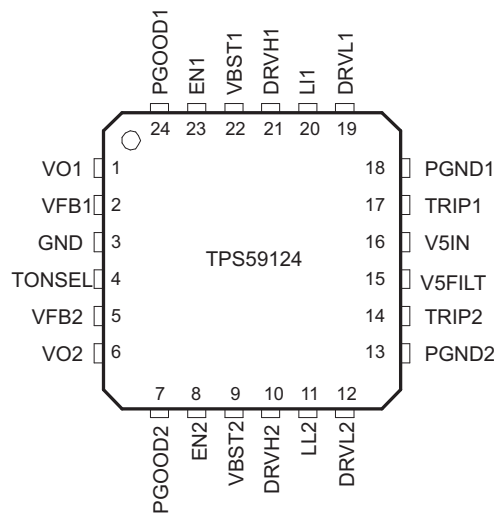 PGOOD1
EN1
VBST1
DRVH1
LI1
DRVL1
24 23 22 21 20 19
VO1 1
VFB1 2
GND 3
TONSEL 4
VFB2 5
VO2 6
TPS59124
18 PGND1
17 TRIP1
16 V5IN
15 V5FILT
14 TRIP2
13 PGND2
7 8 9 10 11 12
PGOOD2
EN2
VBST2
DRVH2
LL2
DRVL2